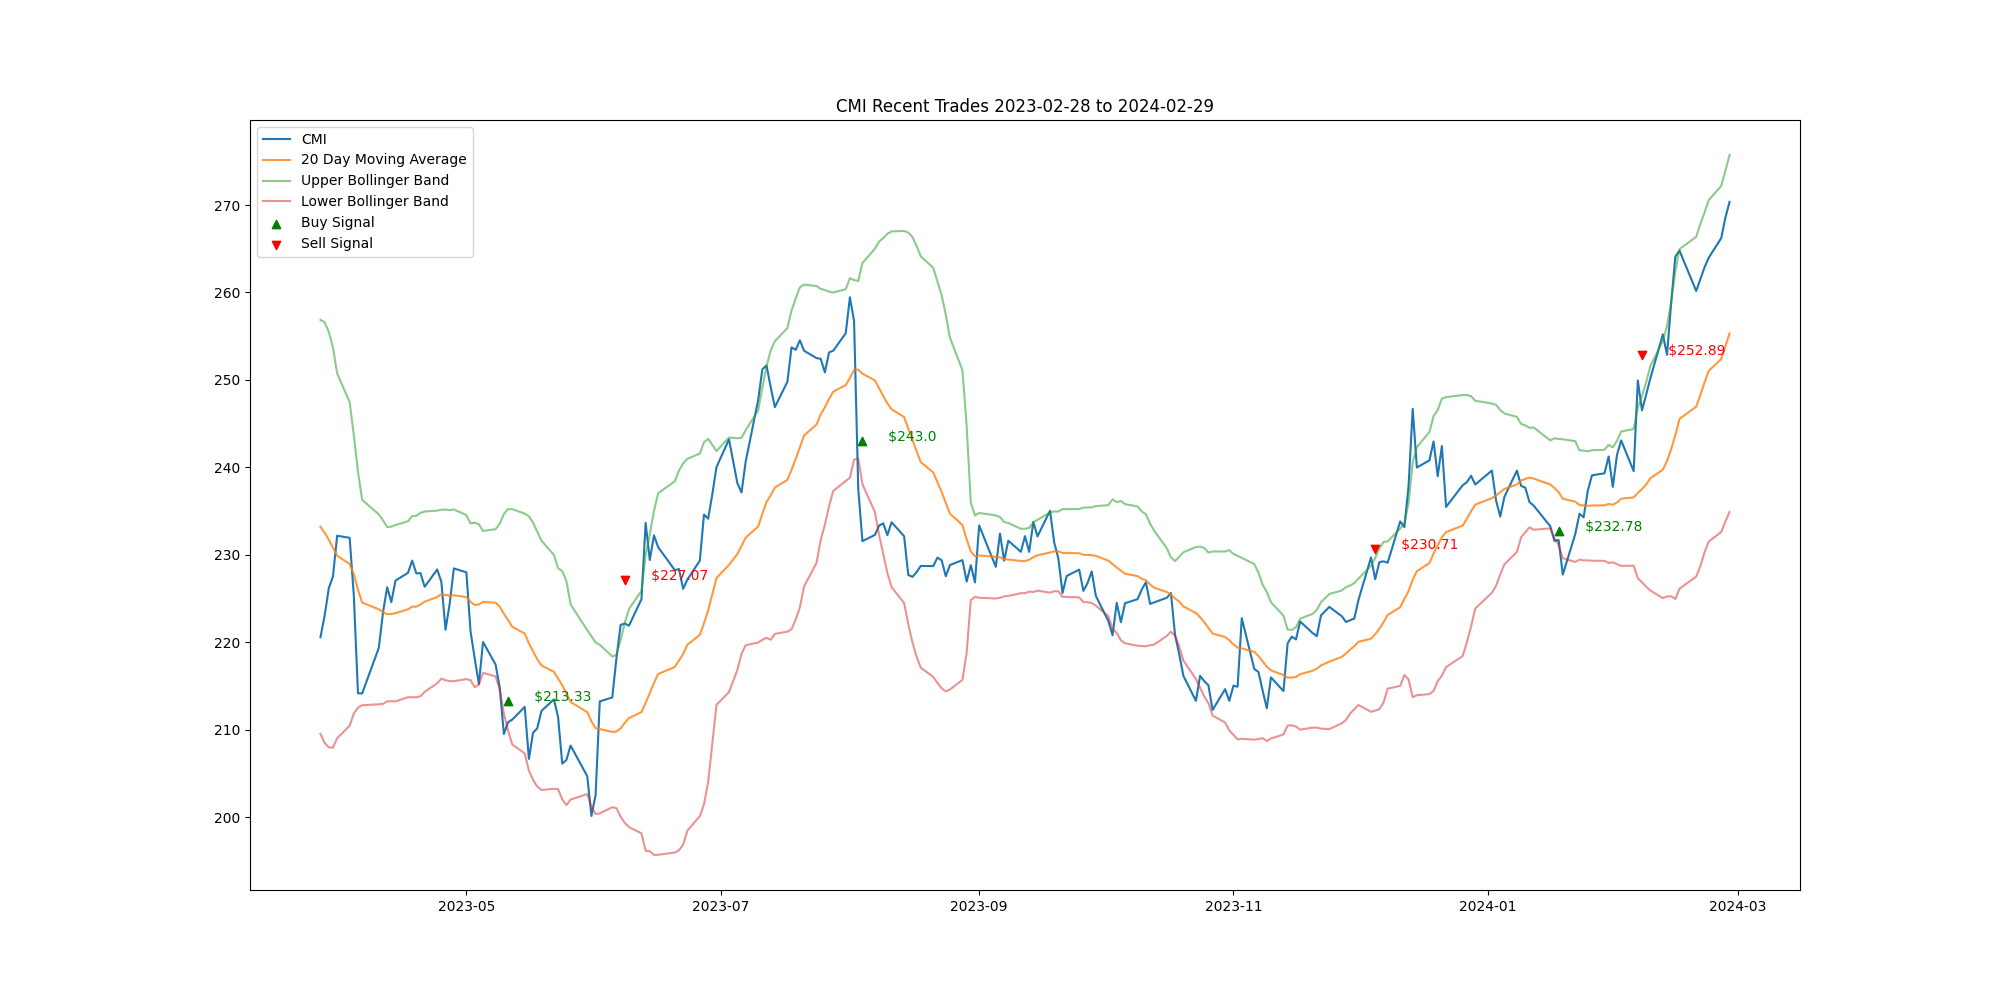 CMI Recent Trades 2023-02-28 to 2024-02-29
CMI
20 Day Moving Average
Upper Bollinger Band
Lower Bollinger Band
Buy Signal
Sell Signal
270
260
250
240
230
220
210
200
$213.33
$227.07
$243.0
$230.71
$232.78
$252.89
2023-05
2023-07
2023-09
2023-11
2024-01
2024-03